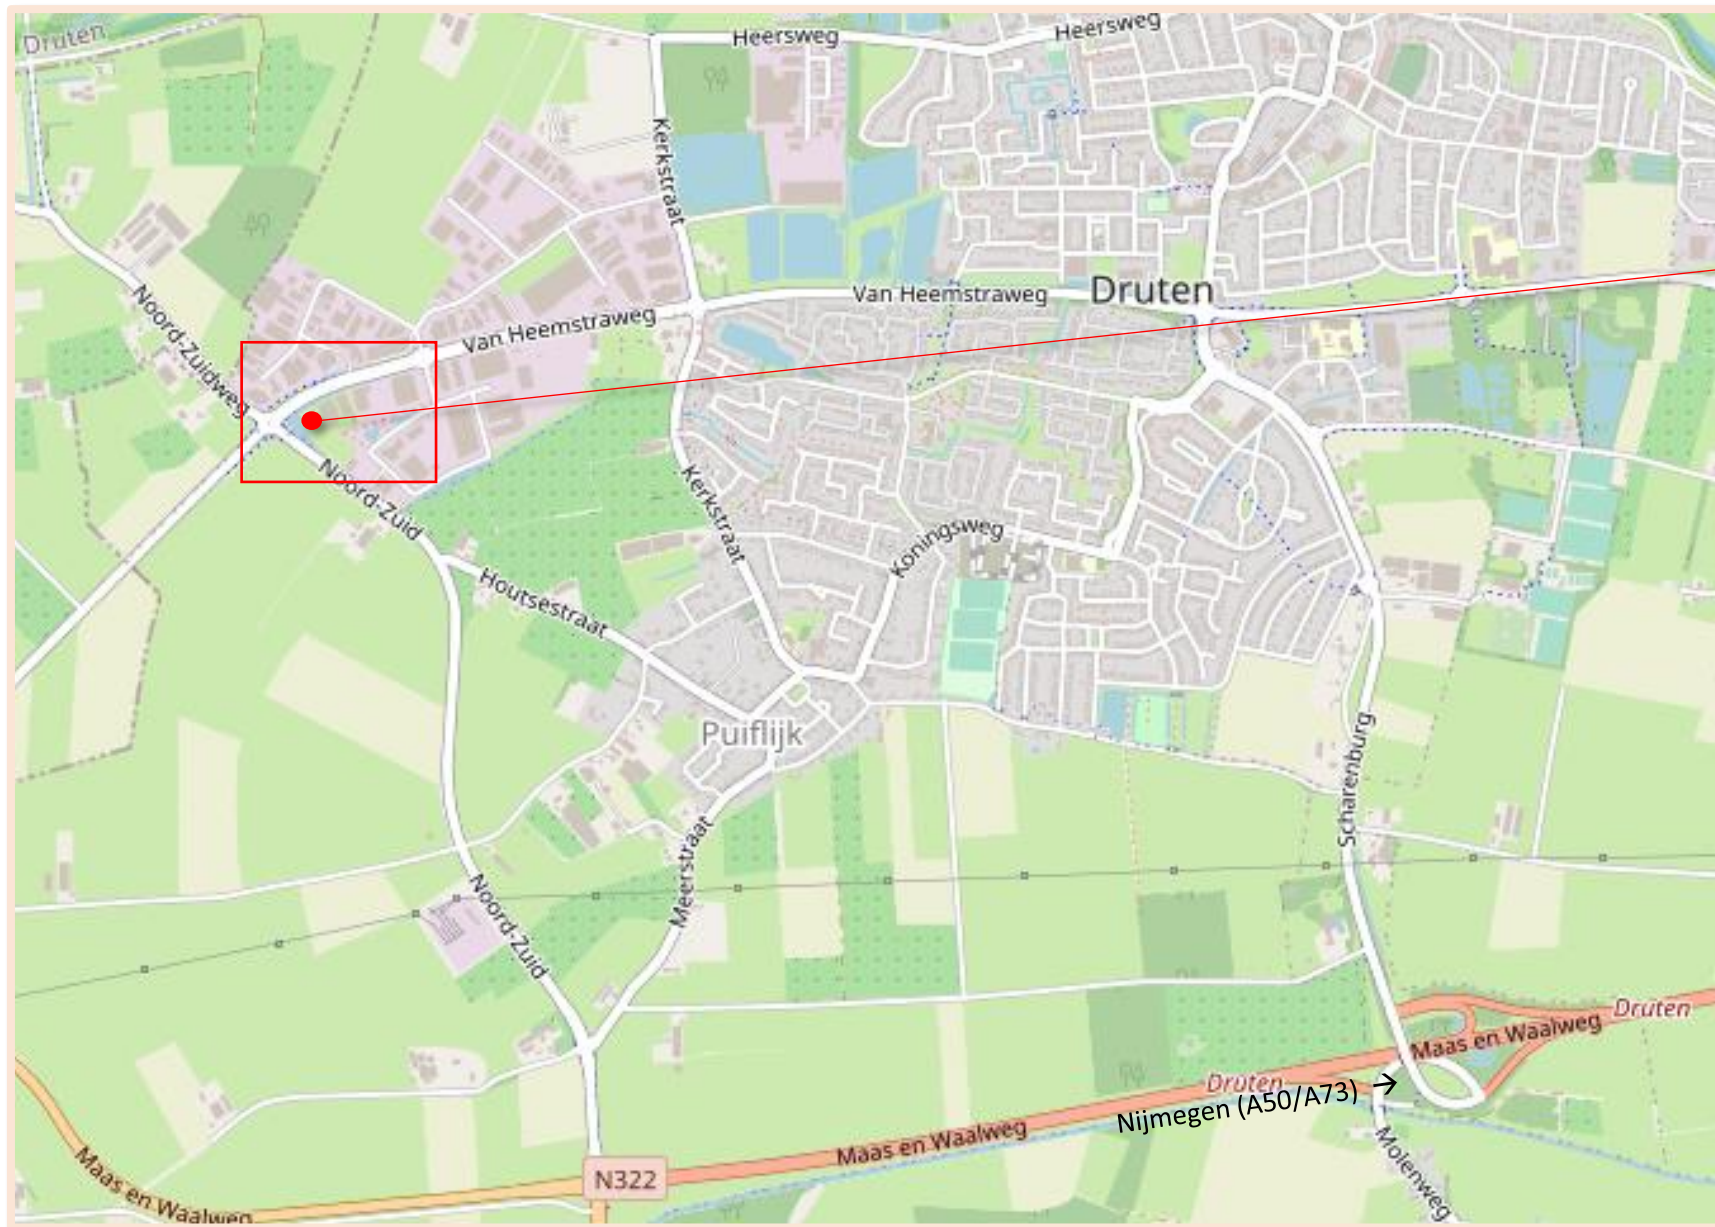 Druten
Heersweg
Heersweg
Kerkstraat
Noord-Zuidweg
Van Heemstraweg
Van Heemstraweg
Druten
Noord-Zuid
Kerkstraat
Koningsweg
Houtsestraat
Puiflijk
Scharenburg
Meerstraat
Noord-Zuid
Druten
Maas en Waalweg
Druten
Nijmegen (A50/A73) →
Maas en Waalweg
Molenweg
N322
Maas en Waalweg